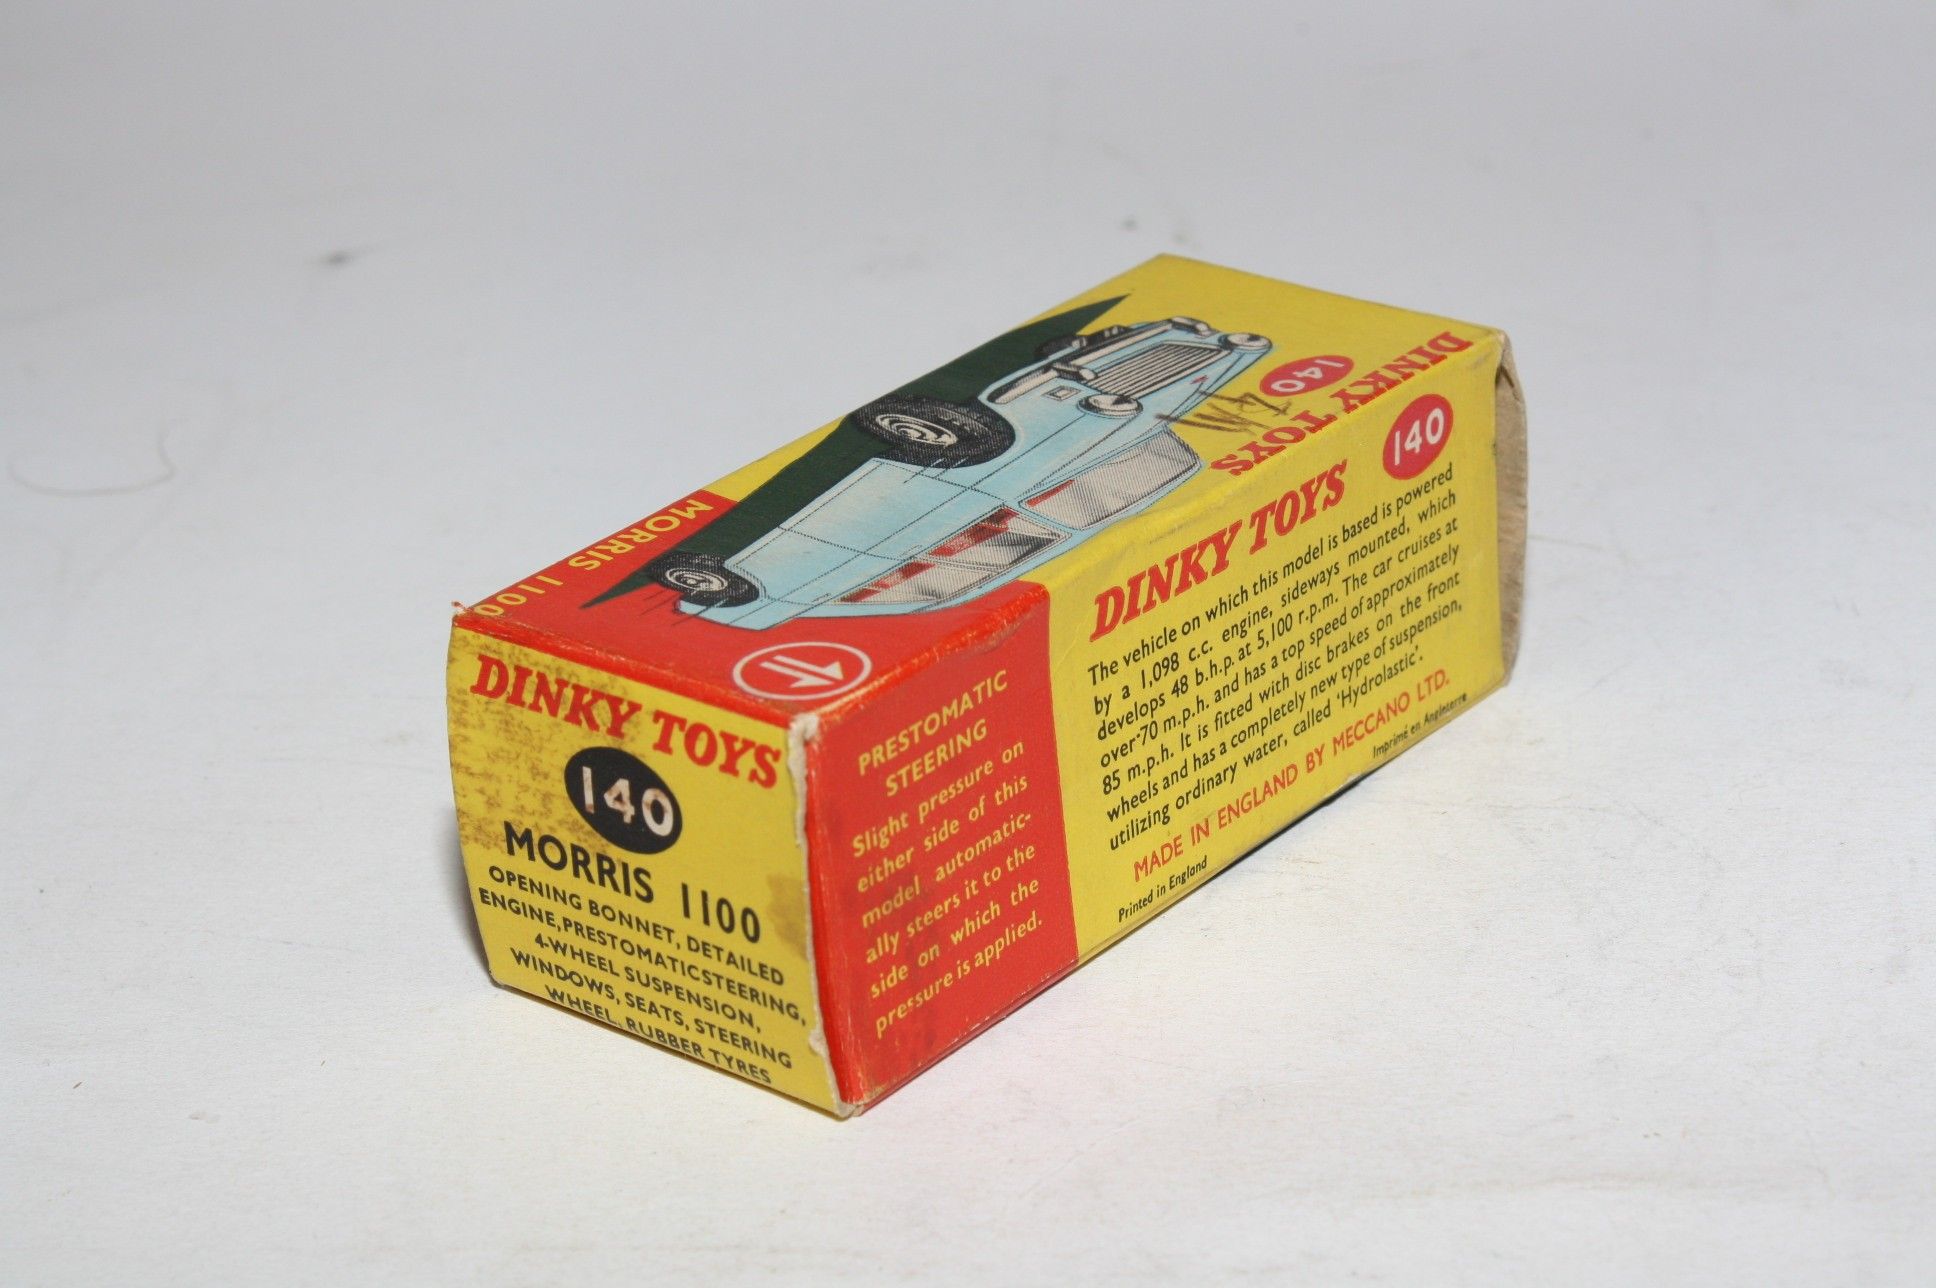 MORRIS 1100
140
DINKY TOYS
DINKY TOYS
140
MORRIS 1100
OPENING BONNET, DETAILED
ENGINE, PRESTOMATIC STEERING,
4-WHEEL SUSPENSION,
WINDOWS, SEATS, STEERING
WHEEL, RUBBER TYRES
PRESTOMATIC
STEERING
Slight pressure on
either side of this
model automatic-
ally steers it to the
side on which the
pressure is applied.
DINKY TOYS 140
The vehicle on which this model is based is powered
by a 1,098 c.c. engine, sideways mounted, which
develops 48 b.h.p. at 5,100 r.p.m. The car cruises at
over 70 m.p.h. and has a top speed of approximately
85 m.p.h. It is fitted with disc brakes on the front
wheels and has a completely new type of suspension,
utilizing ordinary water, called 'Hydrolastic'.
MADE IN ENGLAND BY MECCANO LTD.
Printed in England
Imprimé en Angleterre